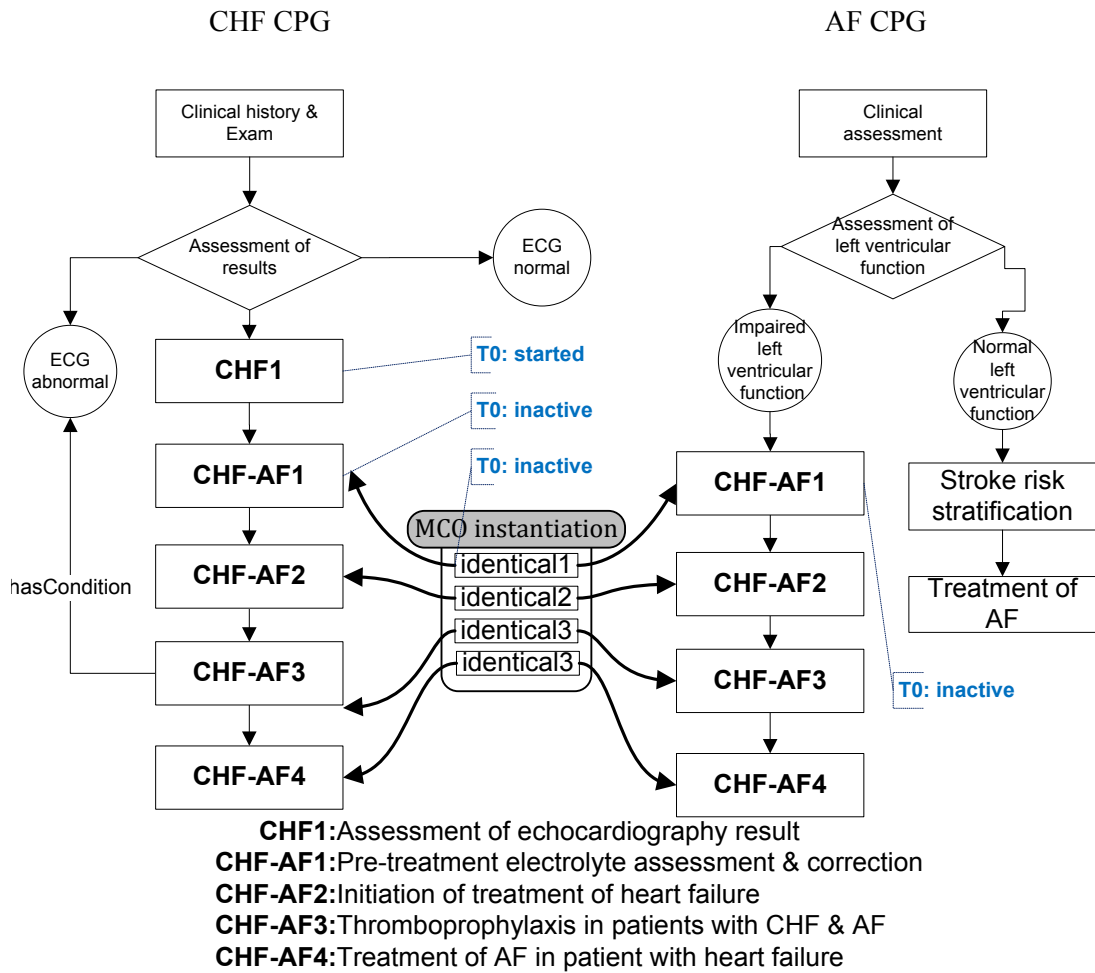 CHF CPG
AF CPG
Clinical history &
Exam
Clinical
assessment
Assessment of
results
ECG
normal
Assessment of
left ventricular
function
ECG
abnormal
CHF1
T0: started
Impaired
left
ventricular
function
Normal
left
ventricular
function
T0: inactive
CHF-AF1
T0: inactive
CHF-AF1
Stroke risk
stratification
MCO instantiation
identical1
identical2
identical3
identical3
hasCondition
CHF-AF2
CHF-AF2
Treatment of
AF
CHF-AF3
CHF-AF3
T0: inactive
CHF-AF4
CHF-AF4
CHF1:Assessment of echocardiography result
CHF-AF1:Pre-treatment electrolyte assessment & correction
CHF-AF2:Initiation of treatment of heart failure
CHF-AF3:Thromboprophylaxis in patients with CHF & AF
CHF-AF4:Treatment of AF in patient with heart failure